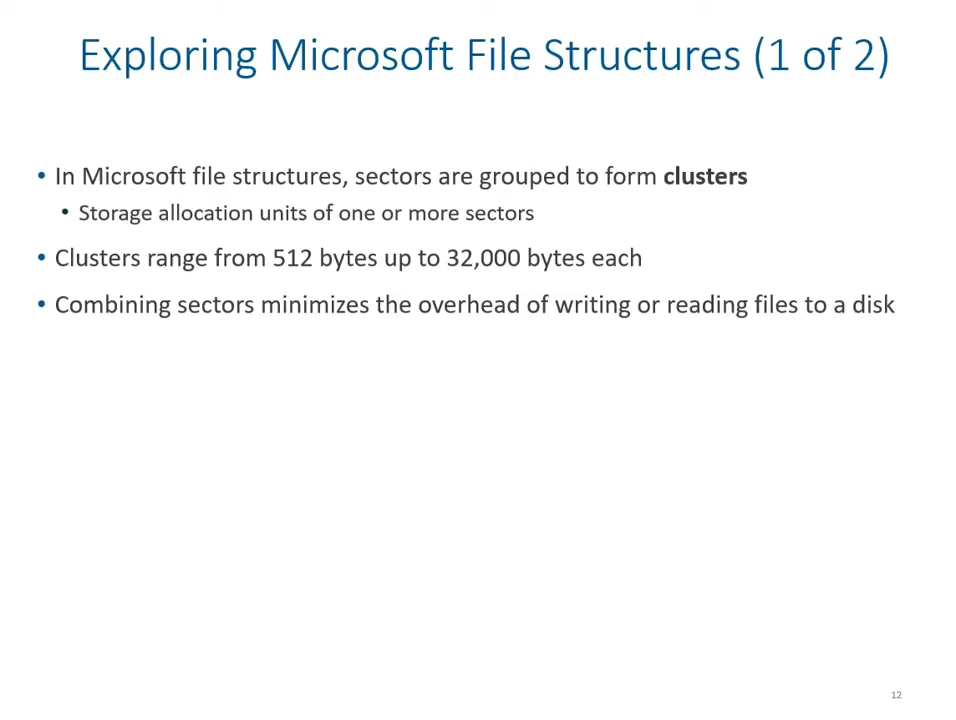 Exploring Microsoft File Structures (1 of 2)
• In Microsoft file structures, sectors are grouped to form clusters
• Storage allocation units of one or more sectors
• Clusters range from 512 bytes up to 32,000 bytes each
• Combining sectors minimizes the overhead of writing or reading files to a disk
12